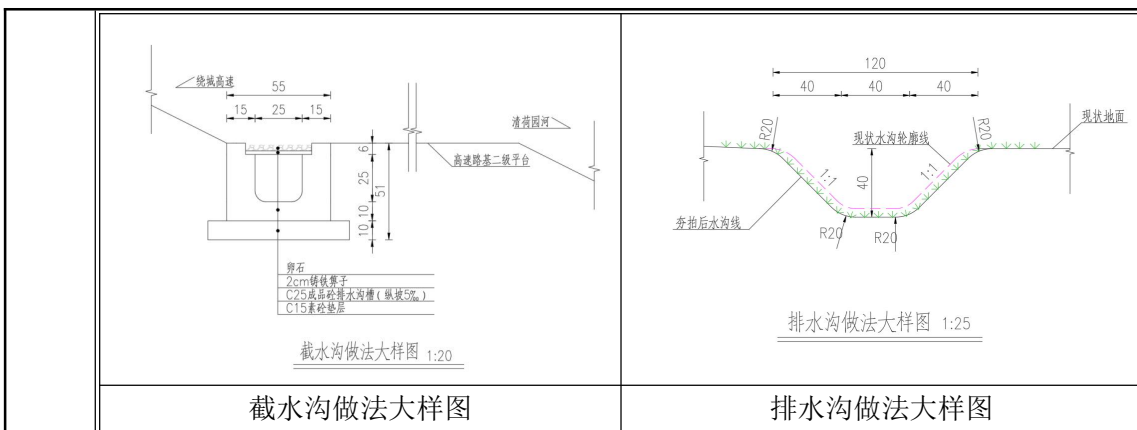 绕城高速
55
15 25 15
清荷园河
高速路基二级平台
6
25
10
10
51
卵石
2cm铸铁箅子
C25成品砼排水沟槽（纵坡5‰）
C15素砼垫层
截水沟做法大样图 1:20
120
40 40 40
R20
R20
现状地面
现状水沟轮廓线
1:1
1:1
40
夯拍后水沟线
R20
R20
排水沟做法大样图 1:25
截水沟做法大样图
排水沟做法大样图